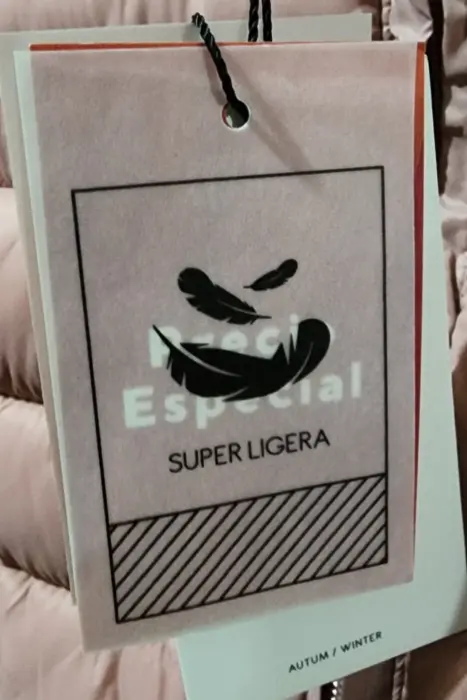 Precio
Especial
SUPER LIGERA
AUTUM / WINTER